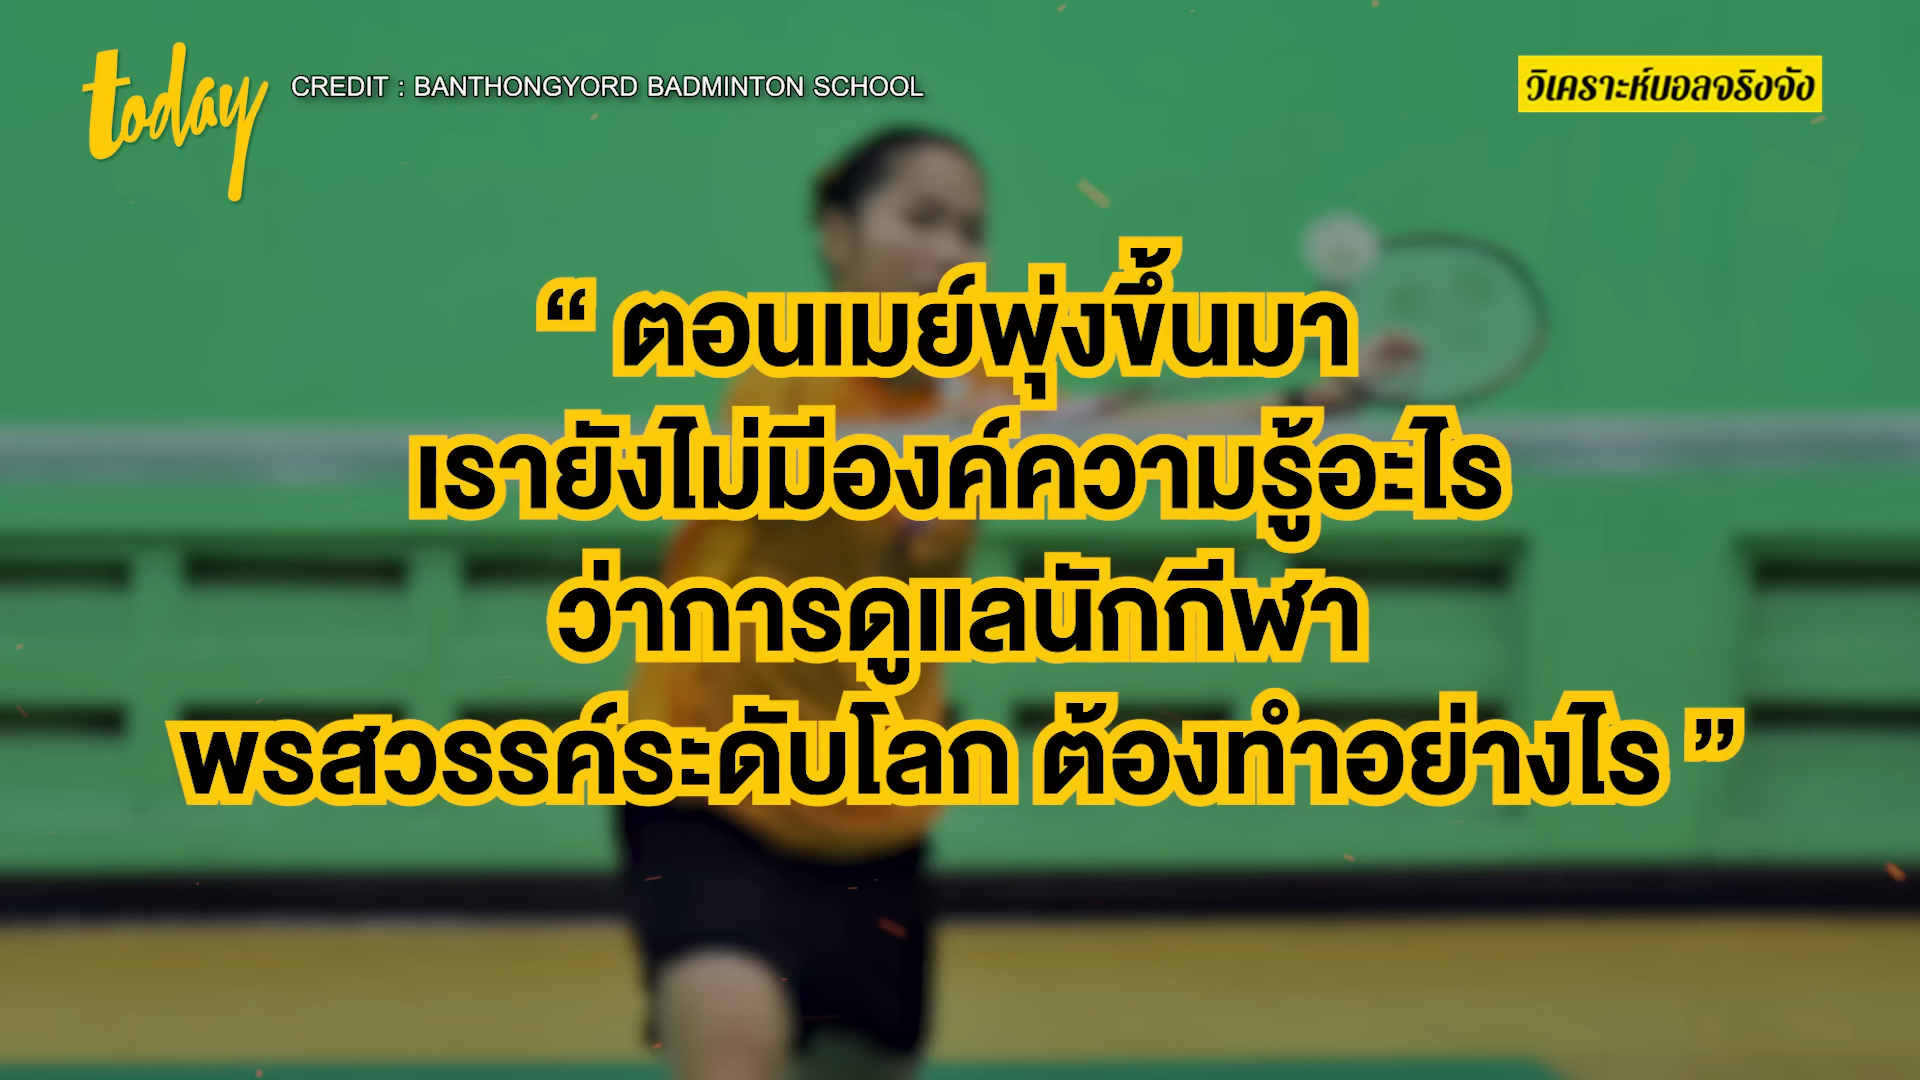 today
CREDIT : BANTHONGYORD BADMINTON SCHOOL
วิเคราะห์บอลจริงจัง
“ ตอนเมย์พุ่งขึ้นมา
เรายังไม่มีองค์ความรู้อะไร
ว่าการดูแลนักกีฬา
พรสวรรค์ระดับโลก ต้องทำอย่างไร ”